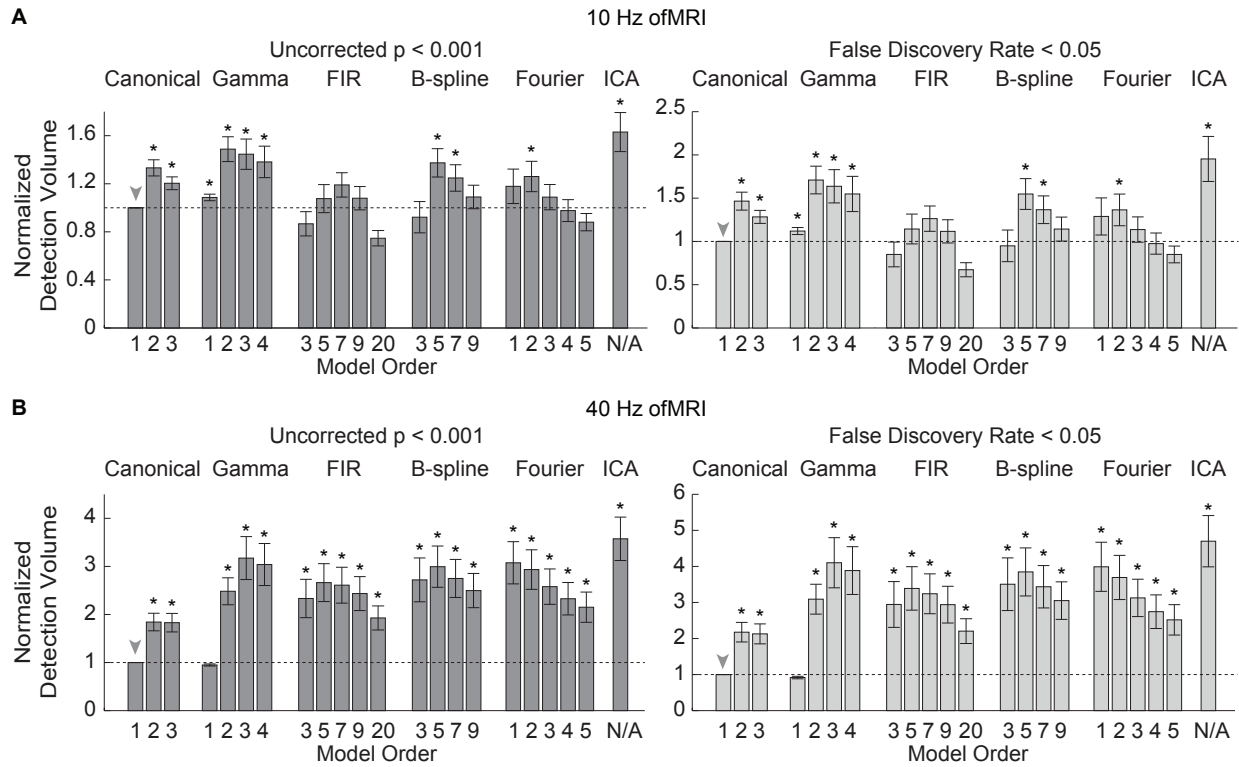 A
10 Hz ofMRI
Uncorrected p < 0.001
False Discovery Rate < 0.05
Canonical Gamma FIR B-spline Fourier ICA
Canonical Gamma FIR B-spline Fourier ICA
Normalized
Detection Volume
1.6
1.2
0.8
0.4
0
* * * * * * * * * * *
1 2 3 1 2 3 4 3 5 7 9 20 3 5 7 9 1 2 3 4 5 N/A
Model Order
2.5
2
1.5
1
0.5
0
* * * * * * * * * *
1 2 3 1 2 3 4 3 5 7 9 20 3 5 7 9 1 2 3 4 5 N/A
Model Order
B
40 Hz ofMRI
Uncorrected p < 0.001
False Discovery Rate < 0.05
Canonical Gamma FIR B-spline Fourier ICA
Canonical Gamma FIR B-spline Fourier ICA
Normalized
Detection Volume
4
3
2
1
0
* * * * * * * * * * * * * * * * * * * *
1 2 3 1 2 3 4 3 5 7 9 20 3 5 7 9 1 2 3 4 5 N/A
Model Order
6
5
4
3
2
1
0
* * * * * * * * * * * * * * * * * * * *
1 2 3 1 2 3 4 3 5 7 9 20 3 5 7 9 1 2 3 4 5 N/A
Model Order